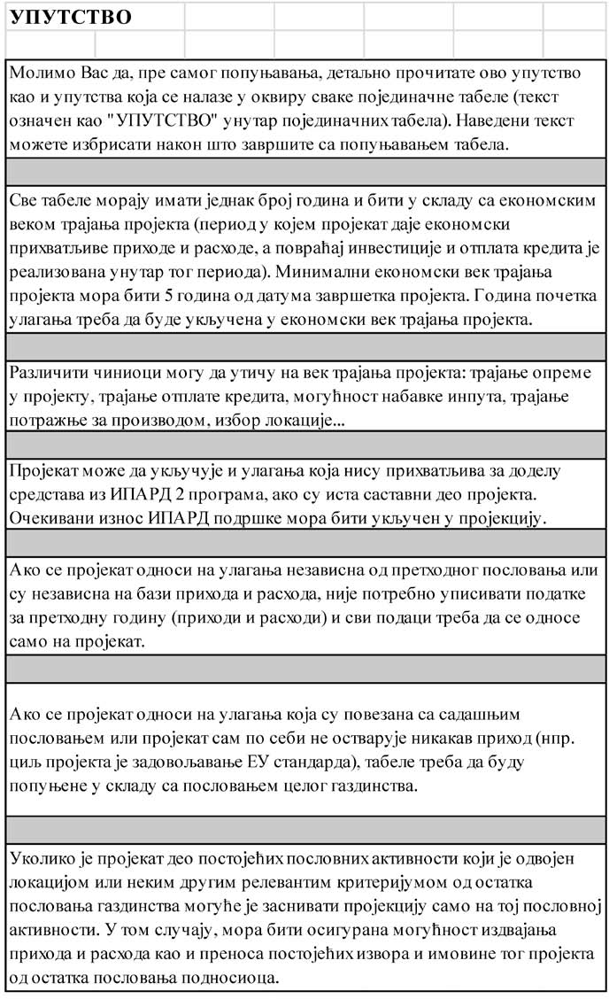 УПУТСТВО
Молимо Вас да, пре самог попуњавања, детаљно прочитате ово упутство
као и упутства која се налазе у оквиру сваке појединачне табеле (текст
означен као "УПУТСТВО" унутар појединачних табела). Наведени текст
можете избрисати након што завршите са попуњавањем табела.
Све табеле морају имати једнак број година и бити у складу са економским
веком трајања пројекта (период у којем пројекат даје економски
прихватљиве приходе и расходе, а повраћај инвестиције и отплата кредита је
реализована унутар тог периода). Минимални економски век трајања
пројекта мора бити 5 година од датума завршетка пројекта. Година почетка
улагања треба да буде укључена у економски век трајања пројекта.
Различити чиниоци могу да утичу на век трајања пројекта: трајање опреме
у пројекту, трајање отплате кредита, могућност набавке инпута, трајање
потражње за производом, избор локације...
Пројекат може да укључује и улагања која нису прихватљива за доделу
средстава из ИПАРД 2 програма, ако су иста саставни део пројекта.
Очекивани износ ИПАРД подршке мора бити укључен у пројекцију.
Ако се пројекат односи на улагања независна од претходног пословања или
су независна на бази прихода и расхода, није потребно уписивати податке
за претходну годину (приходи и расходи) и сви подаци треба да се односе
само на пројекат.
Ако се пројекат односи на улагања која су повезана са садашњим
пословањем или пројекат сам по себи не остварује никакав приход (нпр.
циљ пројекта је задовољавање ЕУ стандарда), табеле треба да буду
попуњене у складу са пословањем целог газдинства.
Уколико је пројекат део постојећих пословних активности који је одвојен
локацијом или неким другим релевантим критеријумом од остатка
пословања газдинства могуће је заснивати пројекцију само на тој пословној
активности. У том случају, мора бити осигурана могућност издвајања
прихода и расхода као и преноса постојећих извора и имовине тог пројекта
од остатка пословања подносиоца.